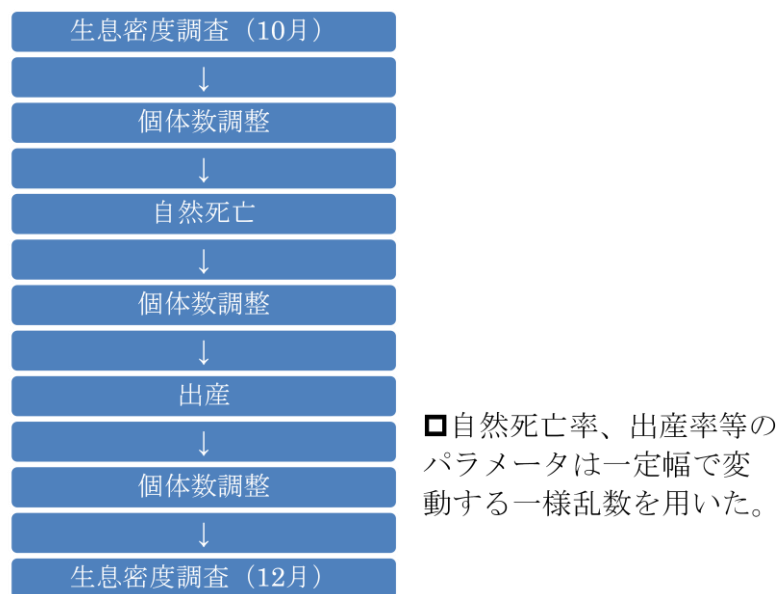 生息密度調査（10月）
↓
個体数調整
↓
自然死亡
↓
個体数調整
↓
出産
↓
個体数調整
↓
生息密度調査（12月）
□自然死亡率、出産率等の
パラメータは一定幅で変
動する一様乱数を用いた。